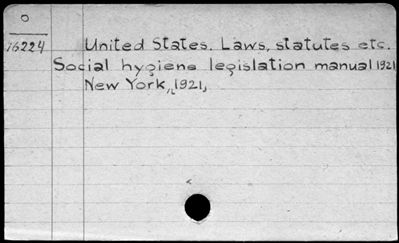 O
16224
United States. Laws, statutes etc.
Social hygiene legislation manual 1921
New York, [1921]